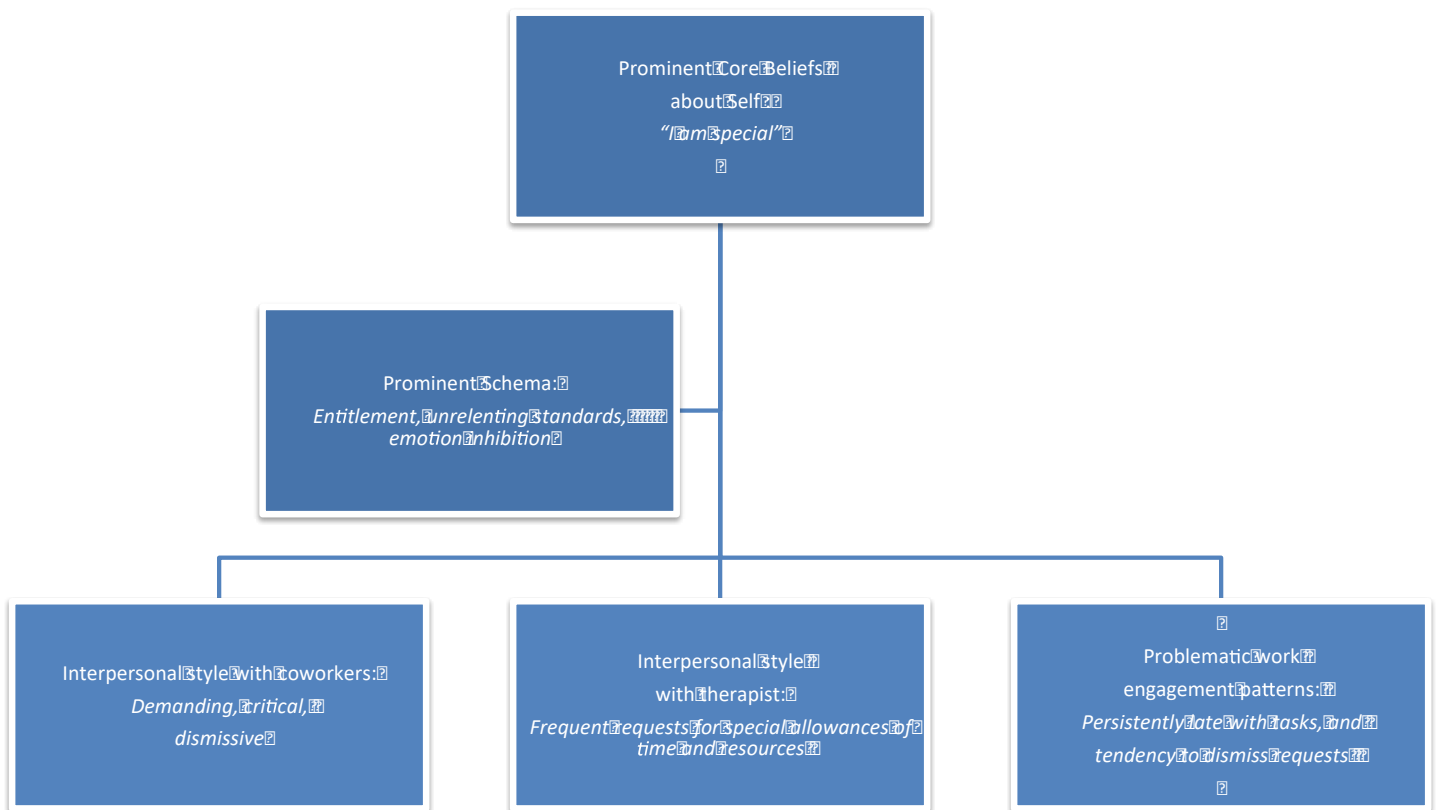 Prominent Core Beliefs
about Self
“I am special”
Prominent Schema:
Entitlement, unrelenting standards,
emotion inhibition
Interpersonal style with coworkers:
Demanding, critical,
dismissive
Interpersonal style
with therapist:
Frequent requests for special allowances of
time and resources
Problematic work
engagement patterns:
Persistently late with tasks, and
tendency to dismiss requests